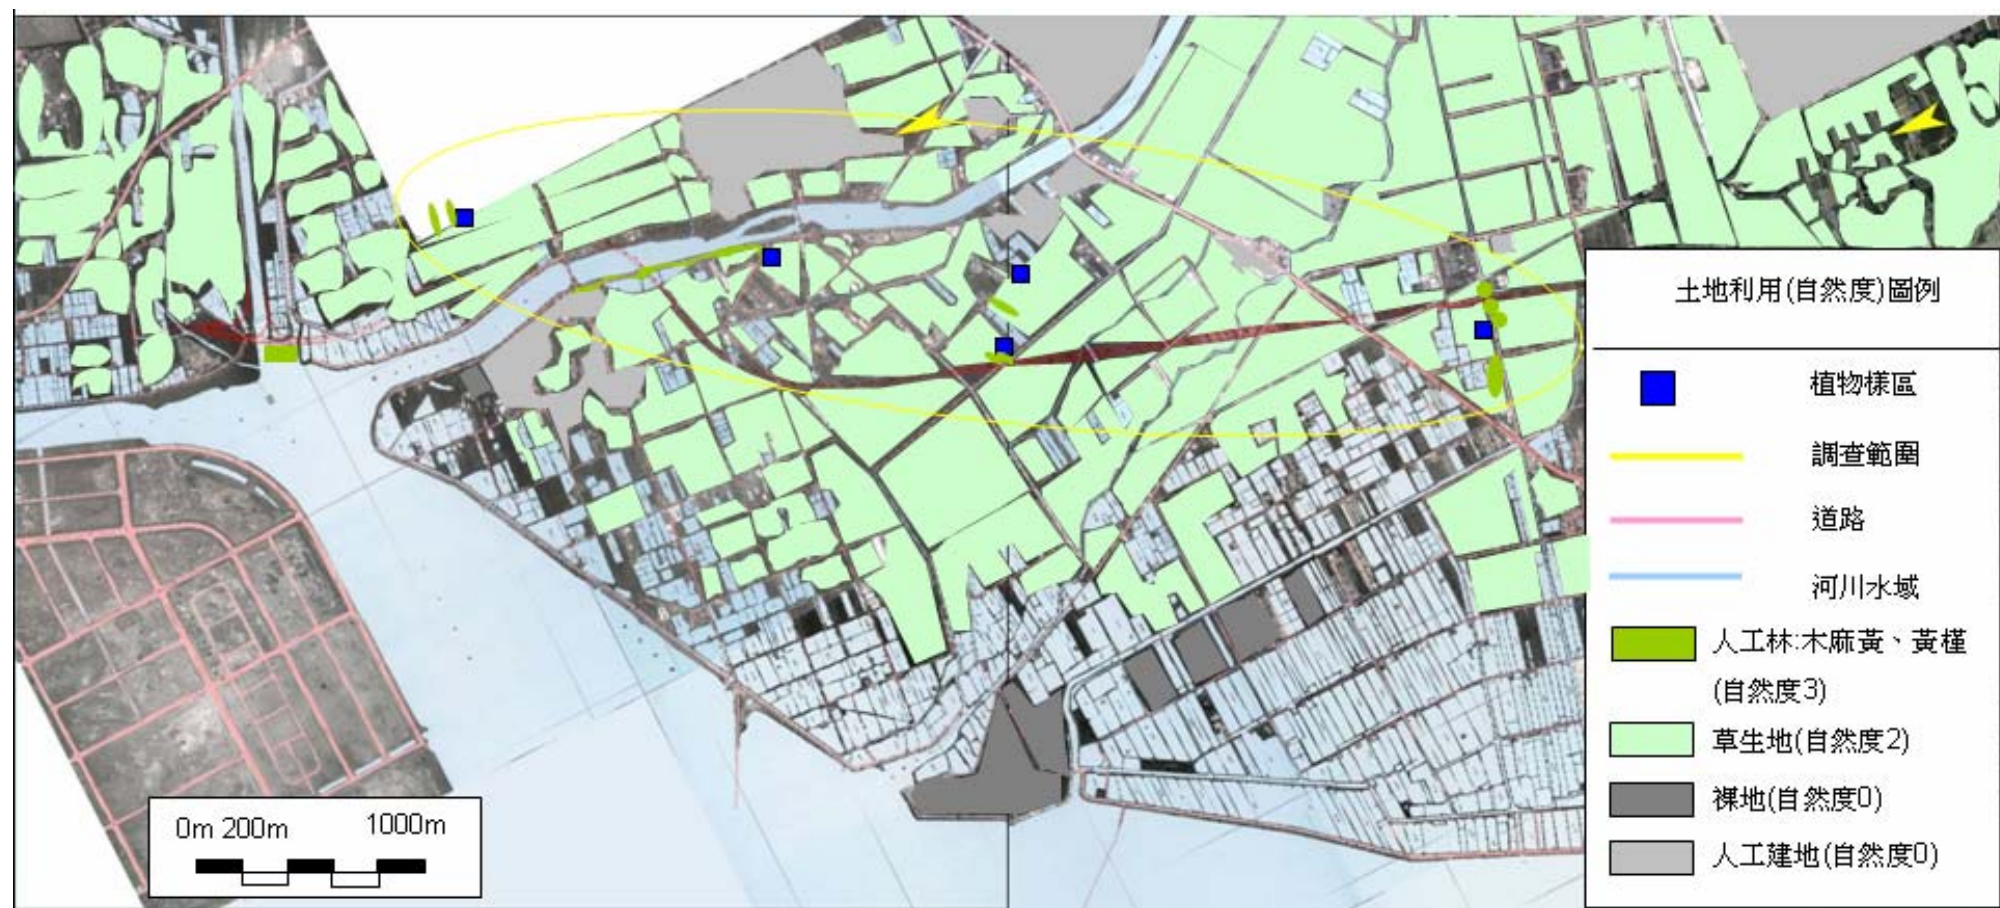 土地利用(自然度)圖例
植物樣區
調查範圍
道路
河川水域
人工林:木麻黃、黃槿
(自然度3)
草生地(自然度2)
裸地(自然度0)
人工建地(自然度0)
0m 200m 1000m